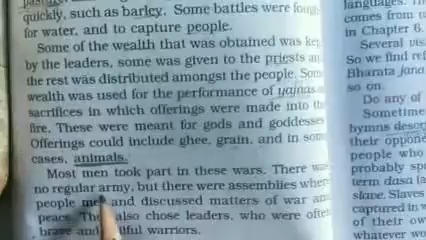 quickly, such as barley. Some battles were fought
for water, and to capture people.
Some of the wealth that was obtained was kept
by the leaders, some was given to the priests and
the rest was distributed amongst the people. Some
wealth was used for the performance of yajnas or
sacrifices in which offerings were made into the
fire. These were meant for gods and goddesses.
Offerings could include ghee, grain, and in some
cases, animals.
Most men took part in these wars. There was
no regular army, but there were assemblies where
people met and discussed matters of war and
peace. They also chose leaders, who were often
brave and warriors.
languages.
comes from
in Chapter 6.
Several
So we find
Bharata jana
so on.
Do any of
Sometime
hymns
their
people who
probably
term dasa
slave. Slaves
captured in
of their
what